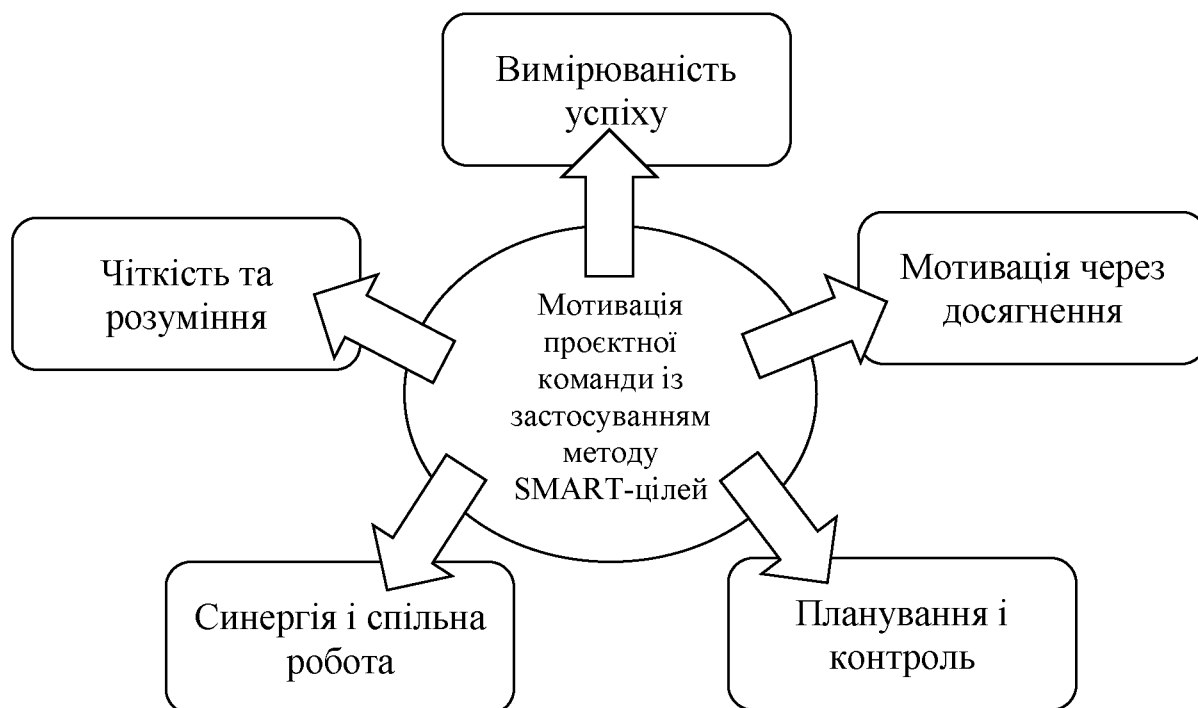 Вимірюваність
успіху
Чіткість та
розуміння
Мотивація через
досягнення
Мотивація
проєктної
команди із
застосуванням
методу
SMART-цілей
Синергія і спільна
робота
Планування і
контроль